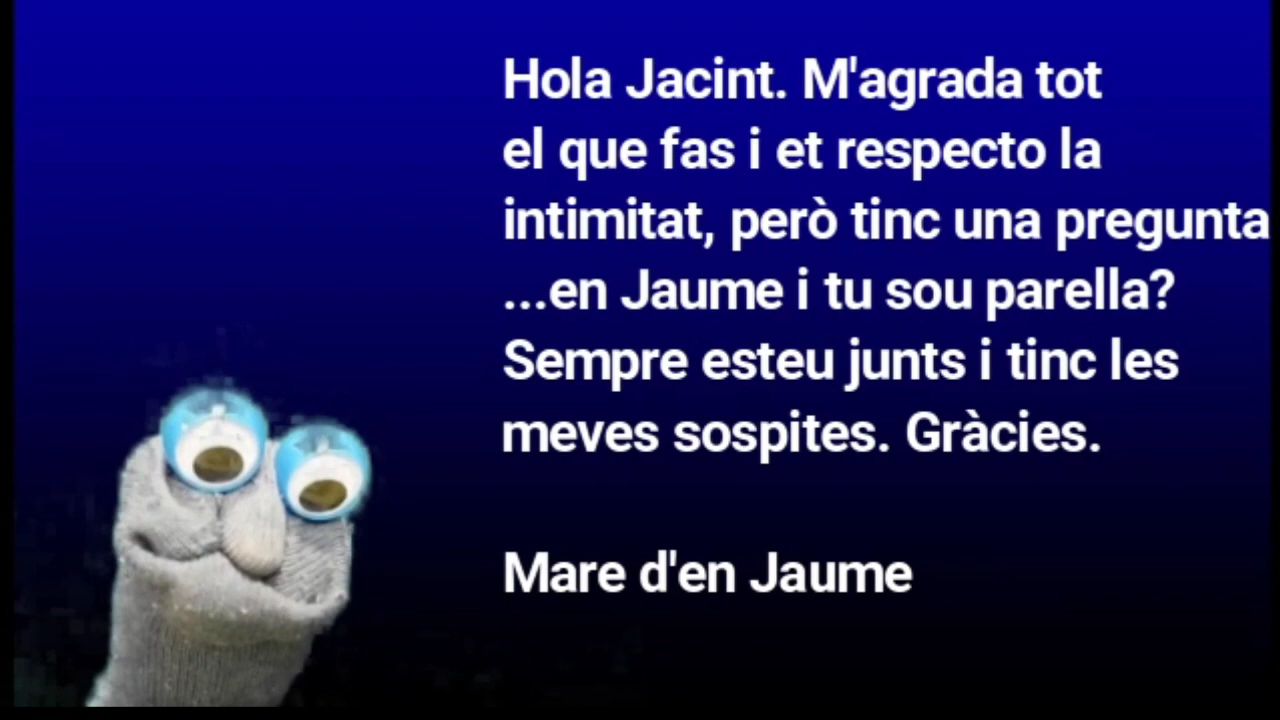 Hola Jacint. M'agrada tot
el que fas i et respecto la
intimitat, però tinc una pregunta
...en Jaume i tu sou parella?
Sempre esteu junts i tinc les
meves sospites. Gràcies.
Mare d'en Jaume